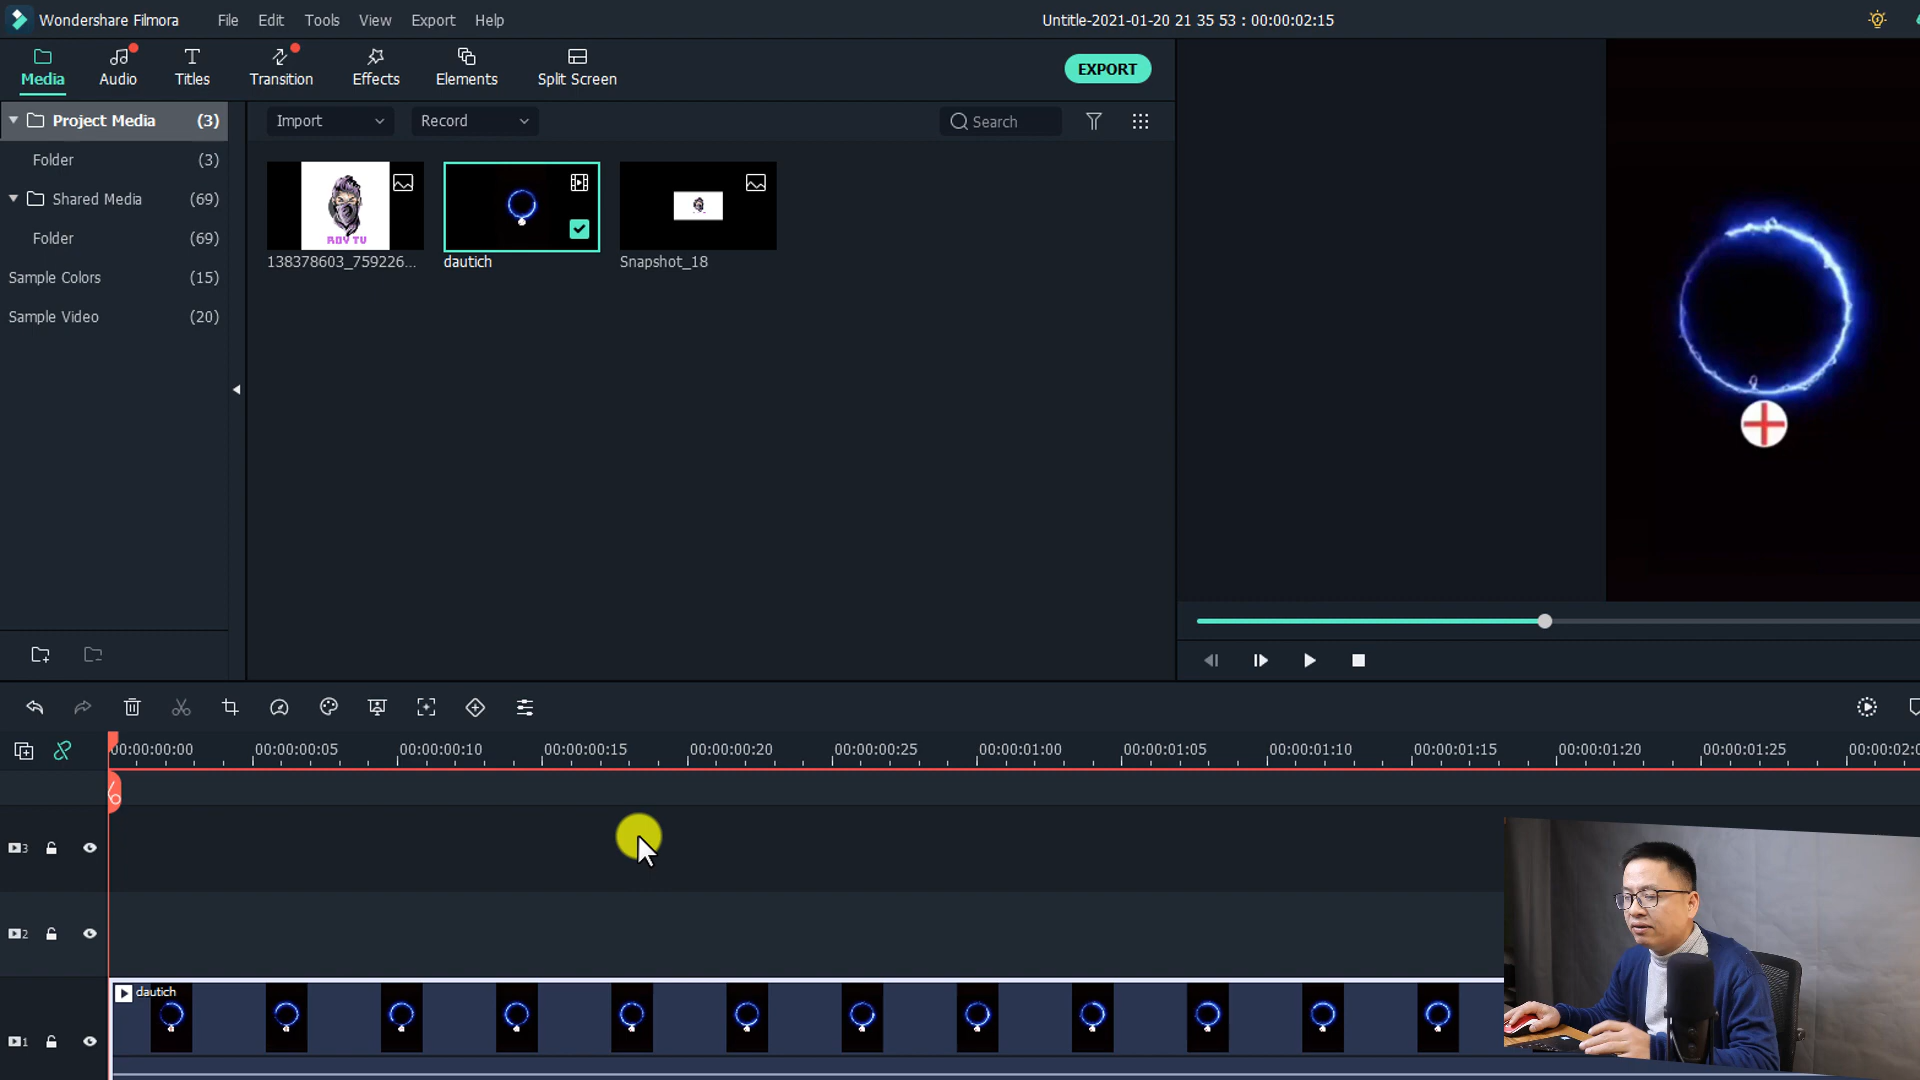 Wondershare Filmora File Edit Tools View Export Help Untitle-2021-01-20 21 35 53 : 00:00:02:15
Media Audio Titles Transition Effects Elements Split Screen EXPORT
Project Media (3)
Folder (3)
Shared Media (69)
Folder (69)
Sample Colors (15)
Sample Video (20)
Import Record Search
ROY TV
138378603_759226... dautich Snapshot_18
00:00:00:00 00:00:00:05 00:00:00:10 00:00:00:15 00:00:00:20 00:00:00:25 00:00:01:00 00:00:01:05 00:00:01:10 00:00:01:15 00:00:01:20 00:00:01:25 00:00:02:0
3
2
dautich
1